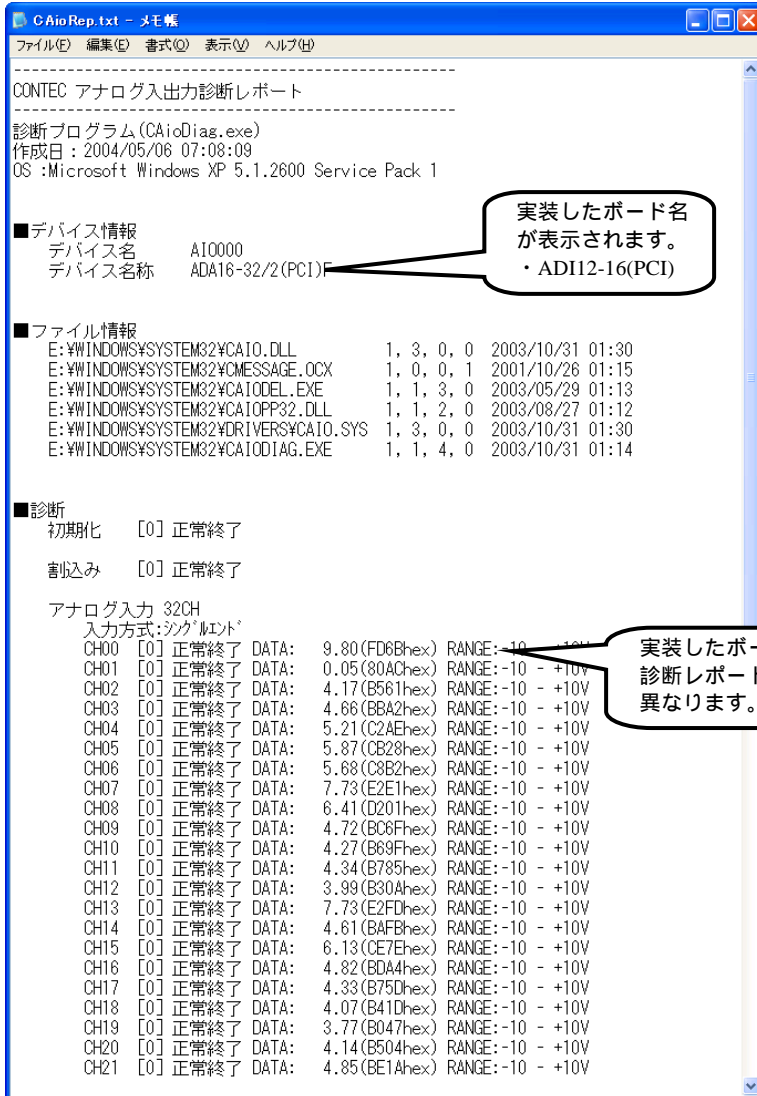 CAioRep.txt - メモ帳
ファイル(F) 編集(E) 書式(O) 表示(V) ヘルプ(H)
--------------------------------------------------
CONTEC アナログ入出力診断レポート
--------------------------------------------------
診断プログラム(CAioDiag.exe)
作成日:2004/05/06 07:08:09
OS :Microsoft Windows XP 5.1.2600 Service Pack 1
■デバイス情報
デバイス名 AIO000
デバイス名称 ADA16-32/2(PCI)F
実装したボード名
が表示されます。
・ADI12-16(PCI)
■ファイル情報
E:¥WINDOWS¥SYSTEM32¥CAIO.DLL 1, 3, 0, 0 2003/10/31 01:30
E:¥WINDOWS¥SYSTEM32¥CMESSAGE.OCX 1, 0, 0, 1 2001/10/26 01:15
E:¥WINDOWS¥SYSTEM32¥CAIODEL.EXE 1, 1, 3, 0 2003/05/29 01:13
E:¥WINDOWS¥SYSTEM32¥CAIOPP32.DLL 1, 1, 2, 0 2003/08/27 01:12
E:¥WINDOWS¥SYSTEM32¥DRIVERS¥CAIO.SYS 1, 3, 0, 0 2003/10/31 01:30
E:¥WINDOWS¥SYSTEM32¥CAIODIAG.EXE 1, 1, 4, 0 2003/10/31 01:14
■診断
初期化 [0] 正常終了
割込み [0] 正常終了
アナログ入力 32CH
入力方式:シングルエンド
CH00 [0] 正常終了 DATA: 9.80(FD6Bhex) RANGE:-10 - +10V
CH01 [0] 正常終了 DATA: 0.05(80AChex) RANGE:-10 - +10V
CH02 [0] 正常終了 DATA: 4.17(B561hex) RANGE:-10 - +10V
CH03 [0] 正常終了 DATA: 4.66(BBA2hex) RANGE:-10 - +10V
CH04 [0] 正常終了 DATA: 5.21(C2AEhex) RANGE:-10 - +10V
CH05 [0] 正常終了 DATA: 5.87(CB28hex) RANGE:-10 - +10V
CH06 [0] 正常終了 DATA: 5.68(C8B2hex) RANGE:-10 - +10V
CH07 [0] 正常終了 DATA: 7.73(E2E1hex) RANGE:-10 - +10V
CH08 [0] 正常終了 DATA: 6.41(D201hex) RANGE:-10 - +10V
CH09 [0] 正常終了 DATA: 4.72(BC6Fhex) RANGE:-10 - +10V
CH10 [0] 正常終了 DATA: 4.27(B69Fhex) RANGE:-10 - +10V
CH11 [0] 正常終了 DATA: 4.34(B785hex) RANGE:-10 - +10V
CH12 [0] 正常終了 DATA: 3.99(B30Ahex) RANGE:-10 - +10V
CH13 [0] 正常終了 DATA: 7.73(E2FDhex) RANGE:-10 - +10V
CH14 [0] 正常終了 DATA: 4.61(BAFBhex) RANGE:-10 - +10V
CH15 [0] 正常終了 DATA: 6.13(CE7Ehex) RANGE:-10 - +10V
CH16 [0] 正常終了 DATA: 4.82(BDA4hex) RANGE:-10 - +10V
CH17 [0] 正常終了 DATA: 4.33(B75Dhex) RANGE:-10 - +10V
CH18 [0] 正常終了 DATA: 4.07(B41Dhex) RANGE:-10 - +10V
CH19 [0] 正常終了 DATA: 3.77(B047hex) RANGE:-10 - +10V
CH20 [0] 正常終了 DATA: 4.14(B504hex) RANGE:-10 - +10V
CH21 [0] 正常終了 DATA: 4.85(BE1Ahex) RANGE:-10 - +10V
実装したボー
診断レポート
異なります。